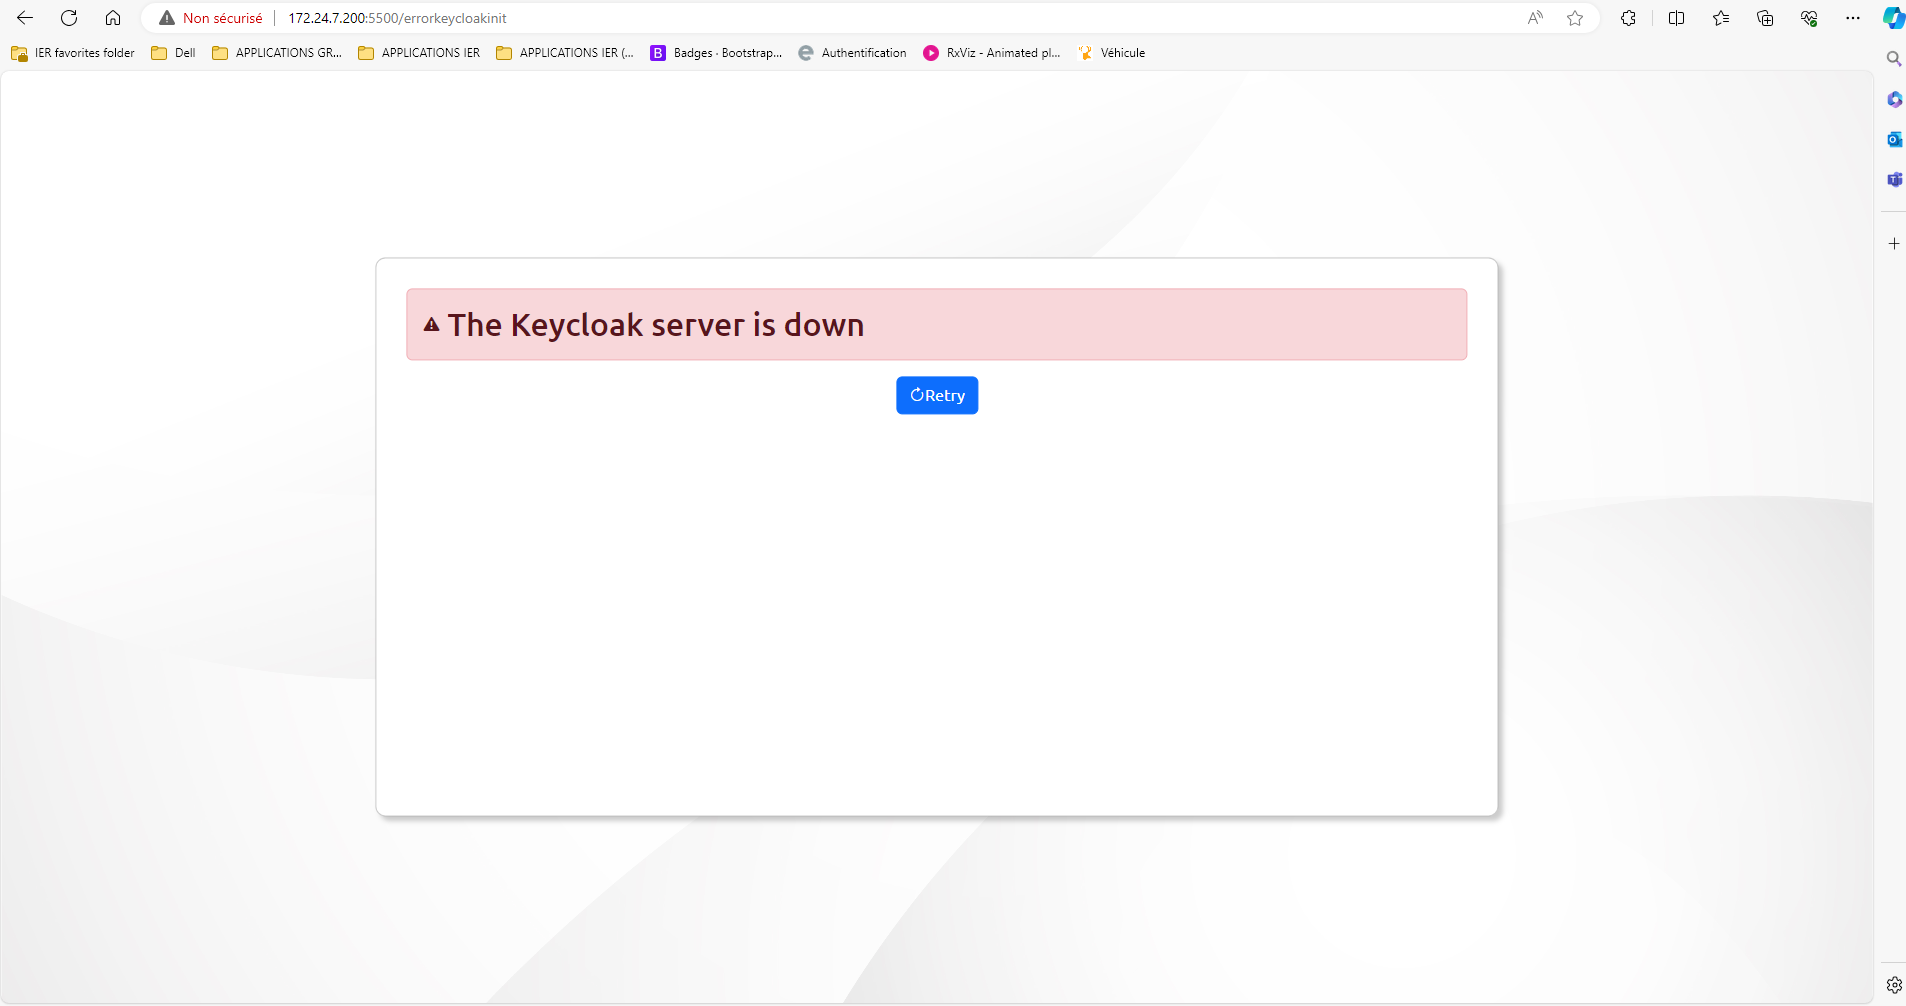 Non sécurisé 172.24.7.200:5500/errorkeycloakinit
IER favorites folder Dell APPLICATIONS GR... APPLICATIONS IER APPLICATIONS IER (... B Badges · Bootstrap... Authentification RxViz - Animated pl... Véhicule
The Keycloak server is down
Retry